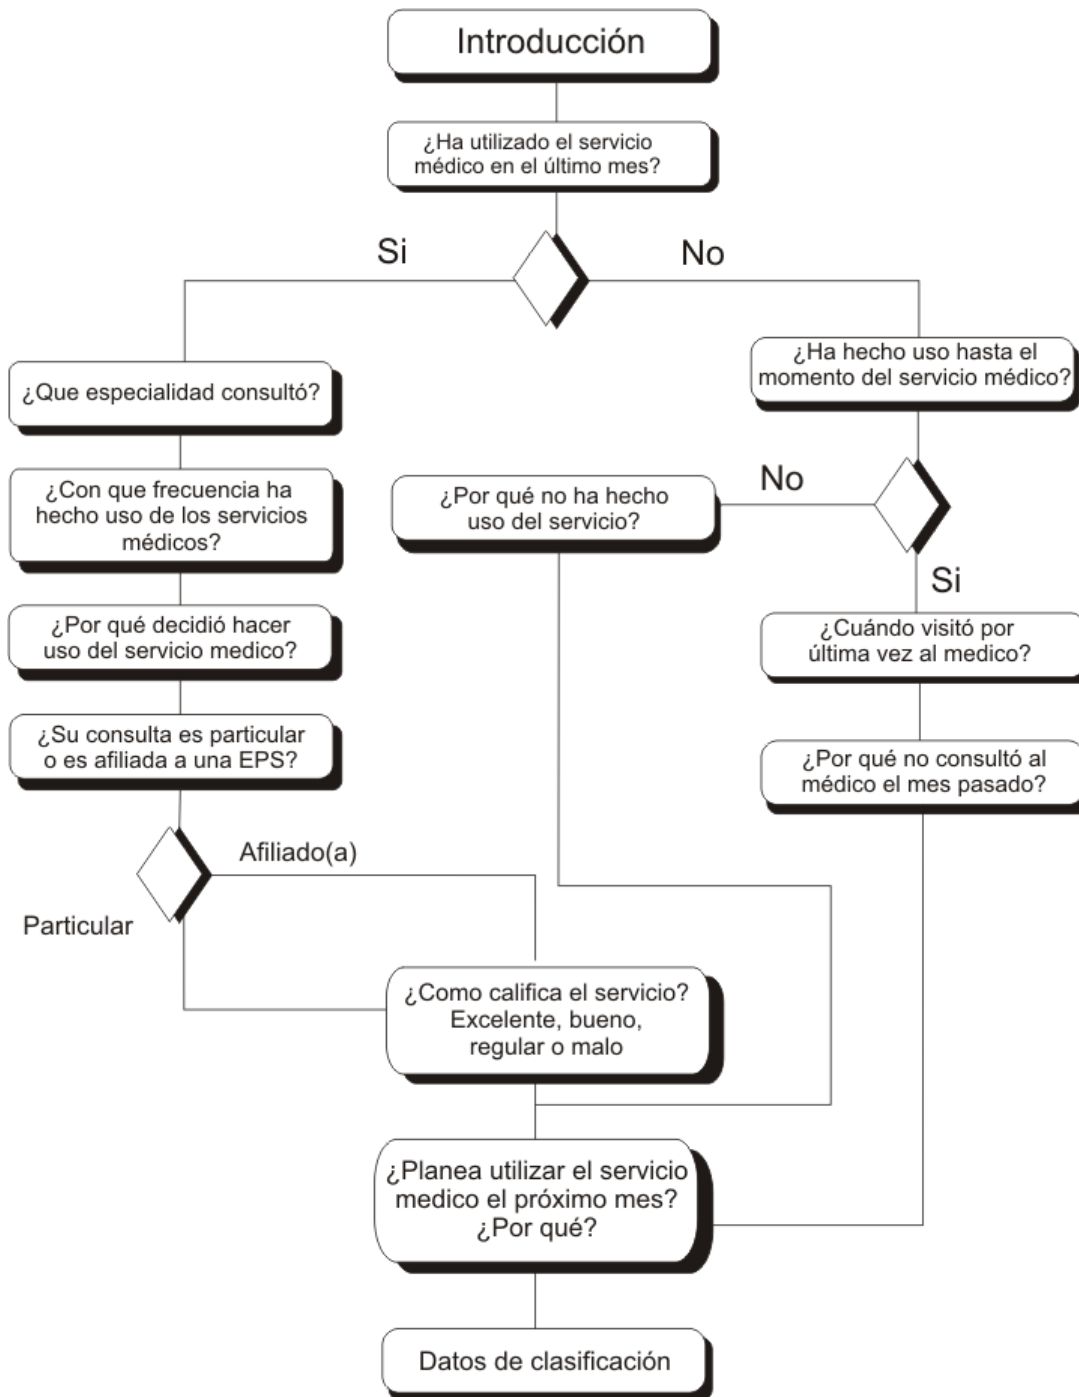 Introducción
¿Ha utilizado el servicio
médico en el último mes?
Si
No
¿Que especialidad consultó?
¿Ha hecho uso hasta el
momento del servicio médico?
¿Con que frecuencia ha
hecho uso de los servicios
médicos?
¿Por qué no ha hecho
uso del servicio?
No
Si
¿Por qué decidió hacer
uso del servicio medico?
¿Cuándo visitó por
última vez al medico?
¿Su consulta es particular
o es afiliada a una EPS?
¿Por qué no consultó al
médico el mes pasado?
Afiliado(a)
Particular
¿Como califica el servicio?
Excelente, bueno,
regular o malo
¿Planea utilizar el servicio
medico el próximo mes?
¿Por qué?
Datos de clasificación